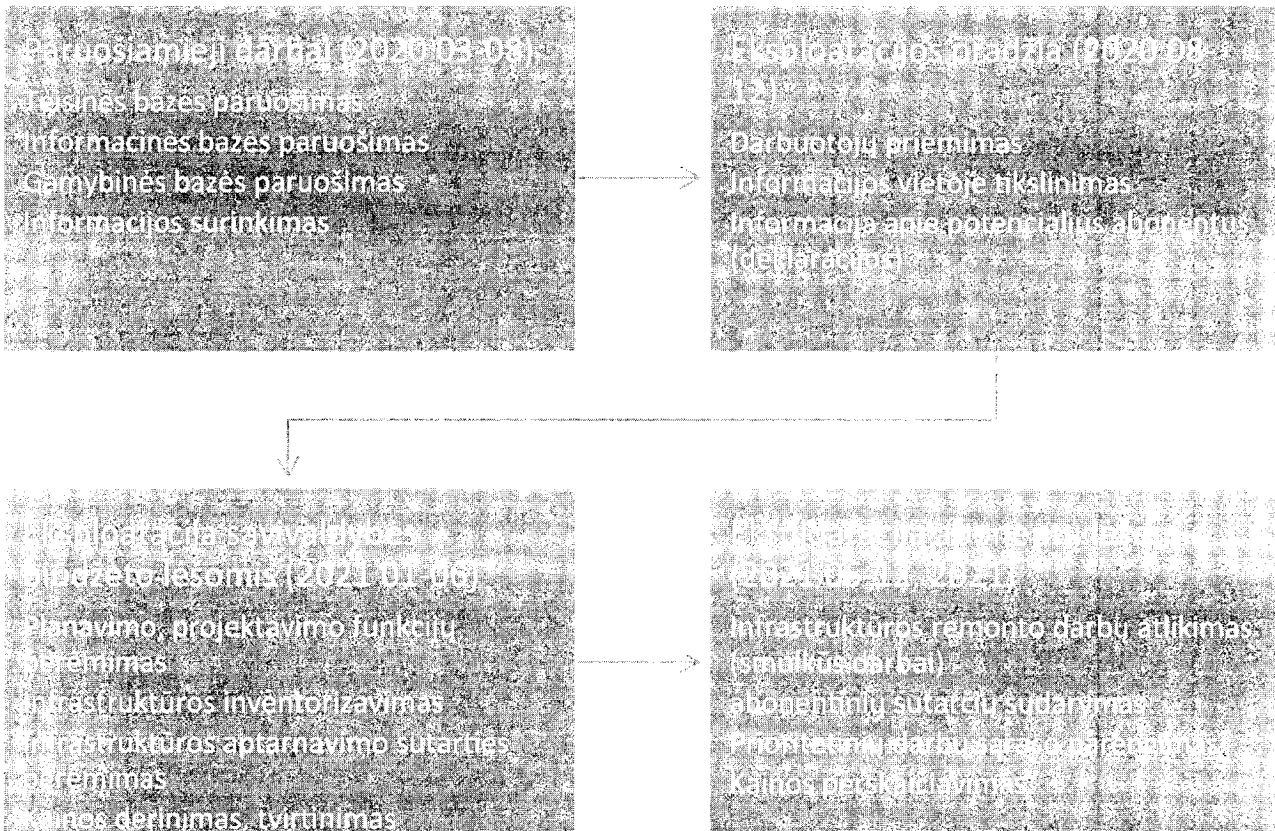 Paruošiamieji darbai (2020 03-08)
Teisinės bazės paruošimas
Informacinės bazės paruošimas
Gamybinės bazės paruošimas
Informacijos surinkimas
Eksploatacijos pradžia (2020 08-
12)
Darbuotojų priėmimas
Informacijos vietoje tikslinimas
Informacija apie potencialius abonentus
(deklaracijos)
Eksploatacija savivaldybės
biudžeto lėšomis (2021 01-06)
Planavimo, projektavimo funkcijų
perėmimas
Infrastruktūros inventorizavimas
Infrastruktūros aptarnavimo sutarties
perėmimas
Kainos derinimas, tvirtinimas
Infrastruktūros remonto darbų atlikimas
(smulkūs darbai)
abonentinių sutarčių sudarymas
Prioritetinių darbų sąrašų
Kainos perskaičiavimas